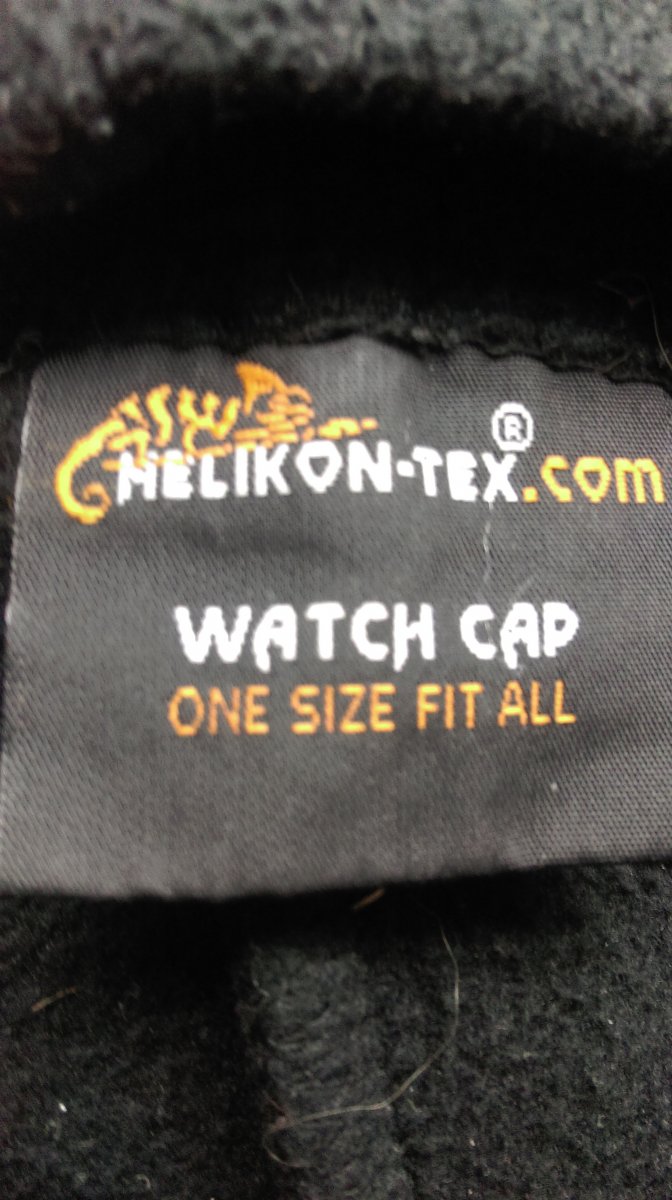 HELIKON-TEX®.com
WATCH CAP
ONE SIZE FIT ALL